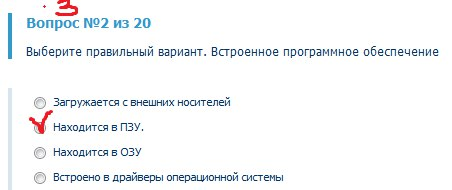 3
Вопрос №2 из 20
Выберите правильный вариант. Встроенное программное обеспечение
Загружается с внешних носителей
Находится в ПЗУ.
Находится в ОЗУ
Встроено в драйверы операционной системы